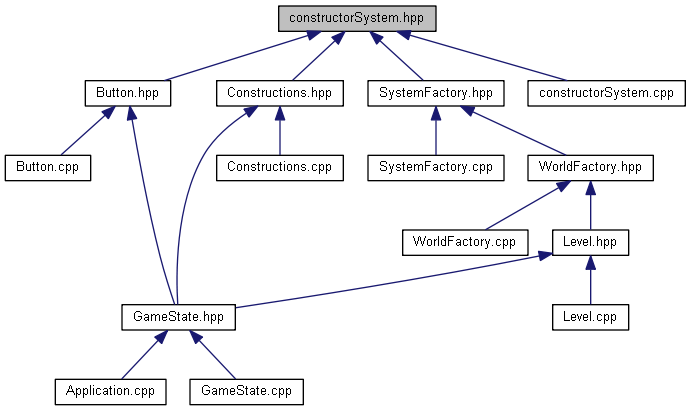 constructorSystem.hpp
Button.hpp
Constructions.hpp
SystemFactory.hpp
constructorSystem.cpp
Button.cpp
Constructions.cpp
SystemFactory.cpp
WorldFactory.hpp
WorldFactory.cpp
Level.hpp
GameState.hpp
Level.cpp
Application.cpp
GameState.cpp